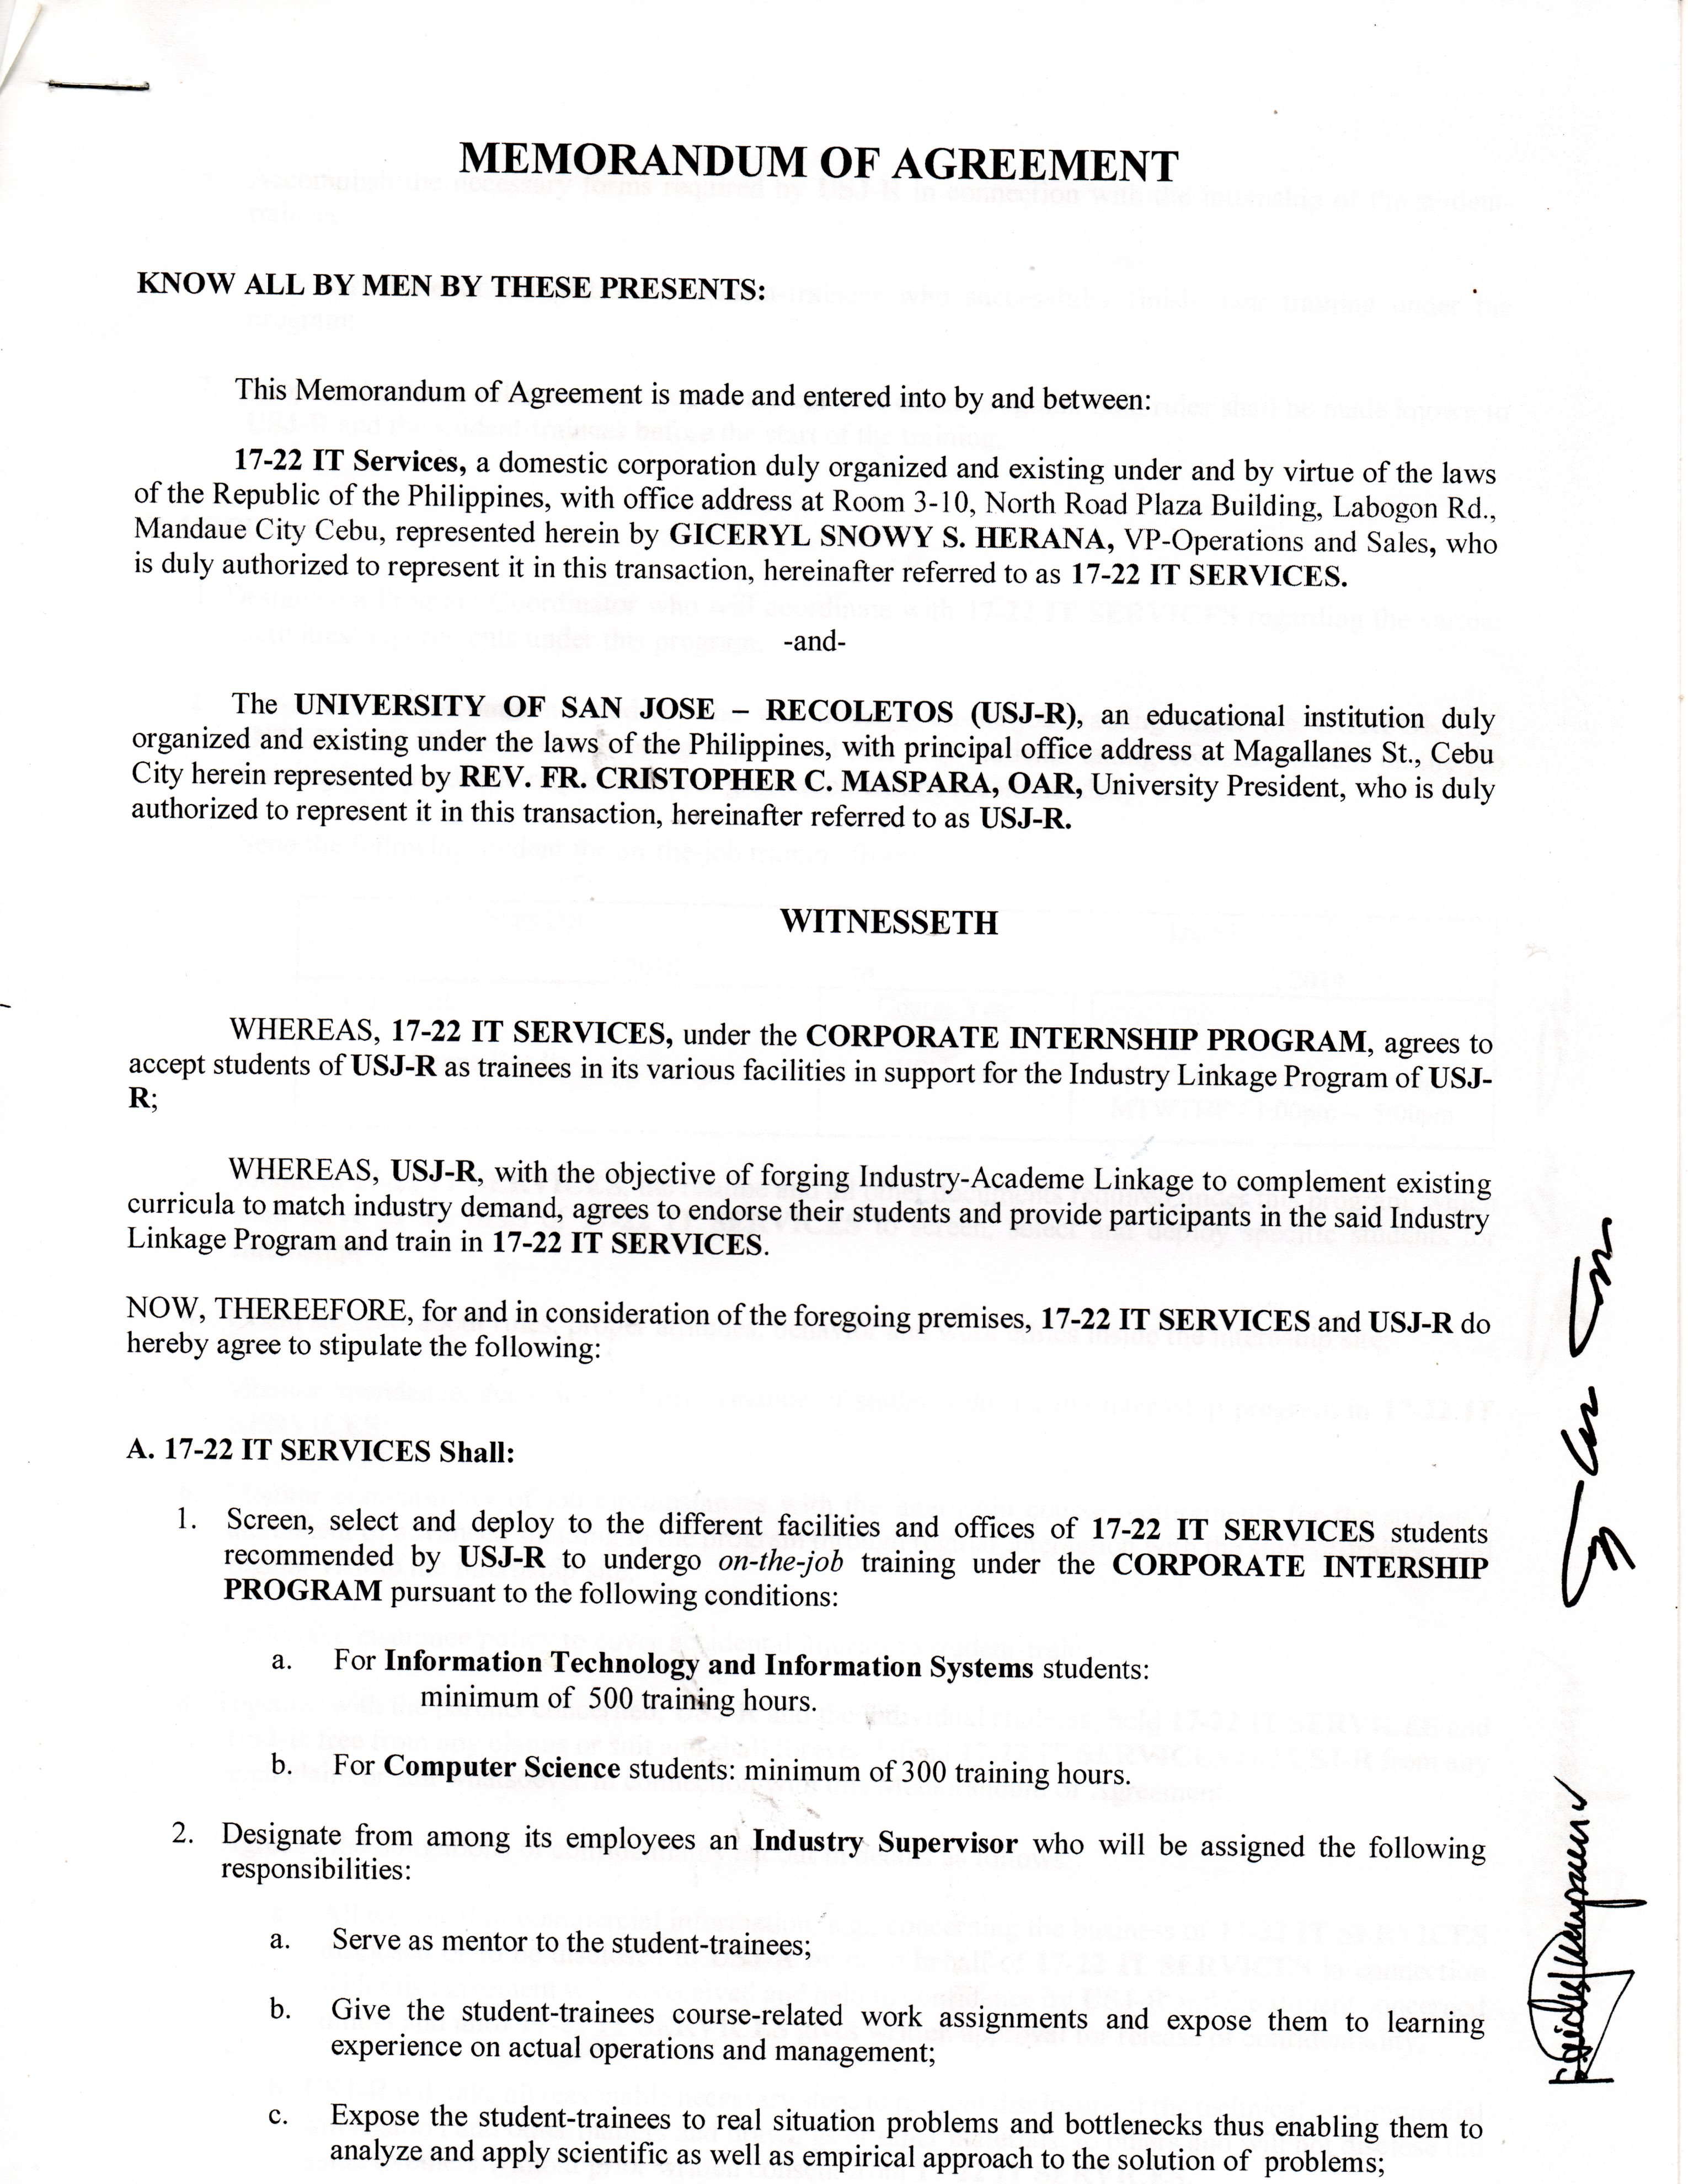 MEMORANDUM OF AGREEMENT
KNOW ALL BY MEN BY THESE PRESENTS:
This Memorandum of Agreement is made and entered into by and between:
17-22 IT Services, a domestic corporation duly organized and existing under and by virtue of the laws
of the Republic of the Philippines, with office address at Room 3-10, North Road Plaza Building, Labogon Rd.,
Mandaue City Cebu, represented herein by GICERYL SNOWY S. HERANA, VP-Operations and Sales, who
is duly authorized to represent it in this transaction, hereinafter referred to as 17-22 IT SERVICES.
-and-
The UNIVERSITY OF SAN JOSE – RECOLETOS (USJ-R), an educational institution duly
organized and existing under the laws of the Philippines, with principal office address at Magallanes St., Cebu
City herein represented by REV. FR. CRISTOPHER C. MASPARA, OAR, University President, who is duly
authorized to represent it in this transaction, hereinafter referred to as USJ-R.
WITNESSETH
WHEREAS, 17-22 IT SERVICES, under the CORPORATE INTERNSHIP PROGRAM, agrees to
accept students of USJ-R as trainees in its various facilities in support for the Industry Linkage Program of USJ-
R;
WHEREAS, USJ-R, with the objective of forging Industry-Academe Linkage to complement existing
curricula to match industry demand, agrees to endorse their students and provide participants in the said Industry
Linkage Program and train in 17-22 IT SERVICES.
NOW, THEREEFORE, for and in consideration of the foregoing premises, 17-22 IT SERVICES and USJ-R do
hereby agree to stipulate the following:
A. 17-22 IT SERVICES Shall:
1. Screen, select and deploy to the different facilities and offices of 17-22 IT SERVICES students
recommended by USJ-R to undergo on-the-job training under the CORPORATE INTERSHIP
PROGRAM pursuant to the following conditions:
a. For Information Technology and Information Systems students:
minimum of 500 training hours.
b. For Computer Science students: minimum of 300 training hours.
2. Designate from among its employees an Industry Supervisor who will be assigned the following
responsibilities:
a. Serve as mentor to the student-trainees;
b. Give the student-trainees course-related work assignments and expose them to learning
experience on actual operations and management;
c. Expose the student-trainees to real situation problems and bottlenecks thus enabling them to
analyze and apply scientific as well as empirical approach to the solution of problems;